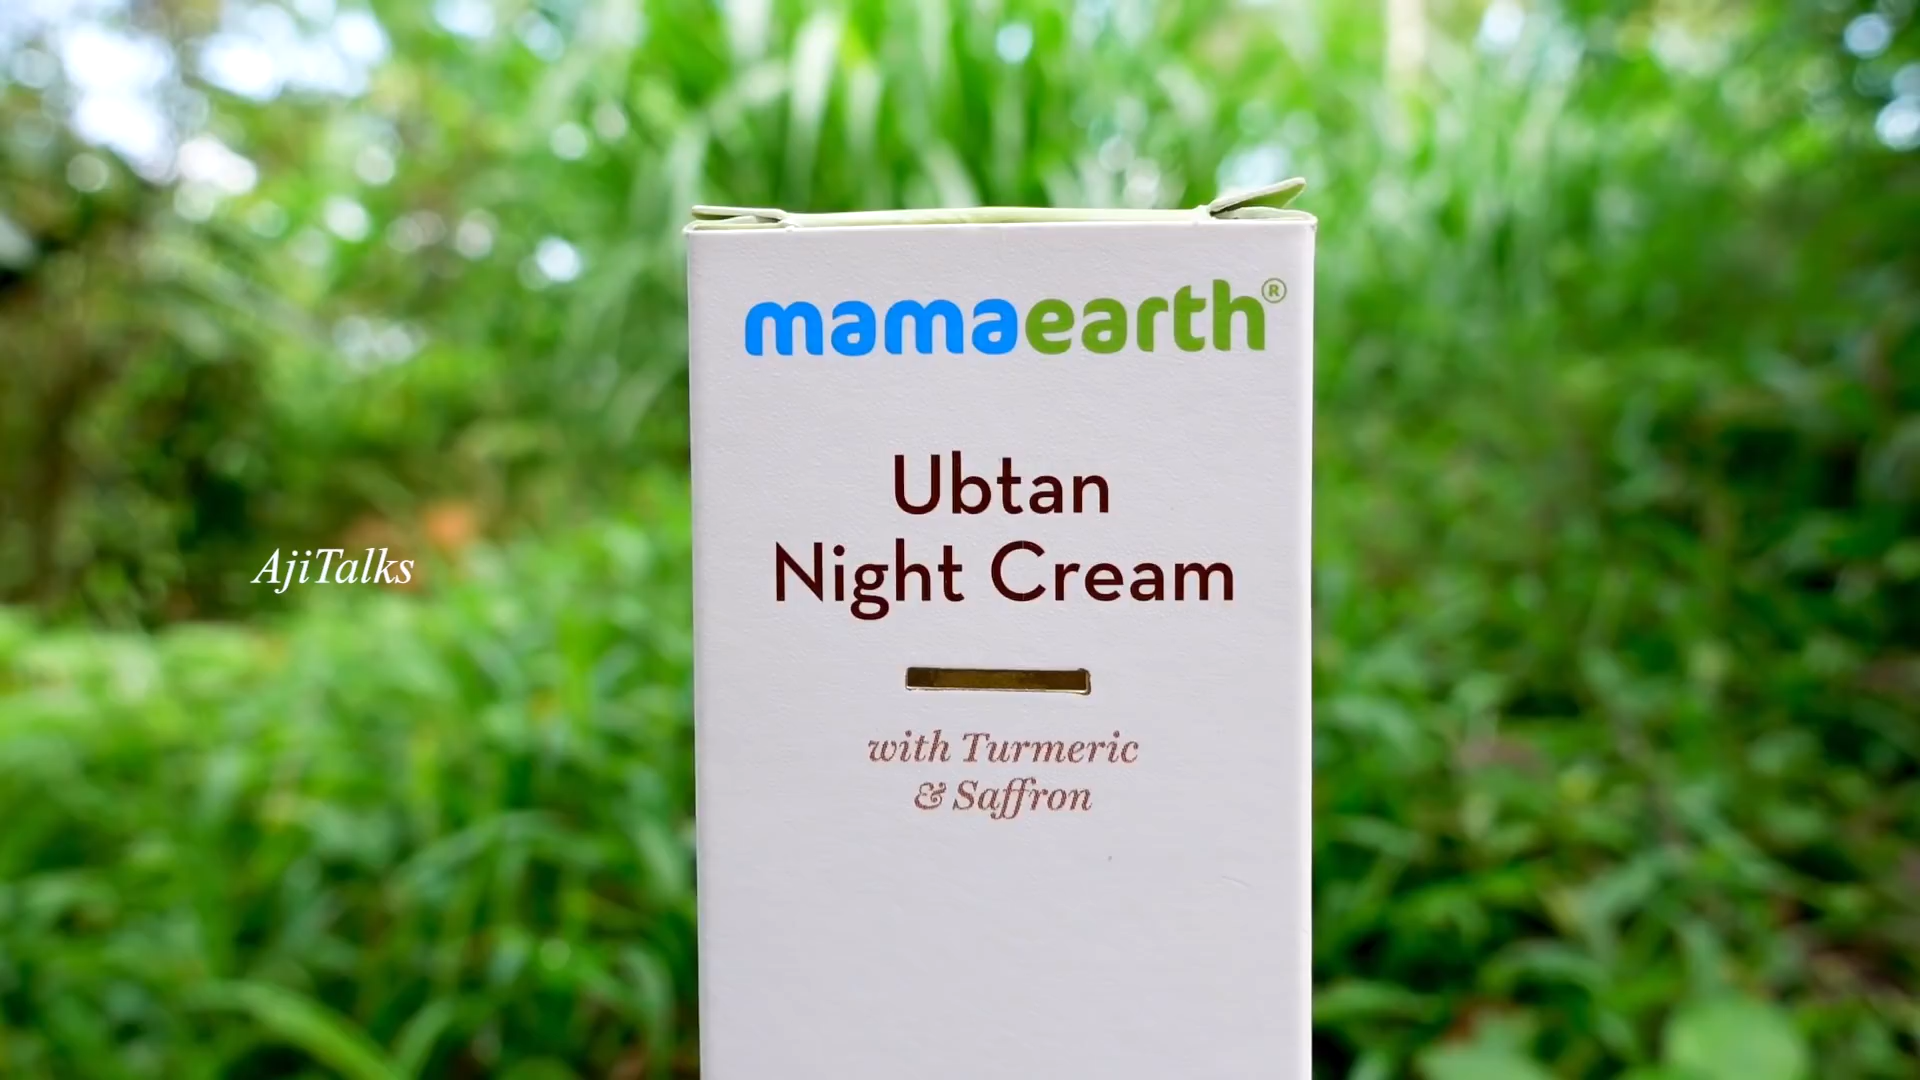 mamaearth®
Ubtan
Night Cream
AjiTalks
with Turmeric
& Saffron